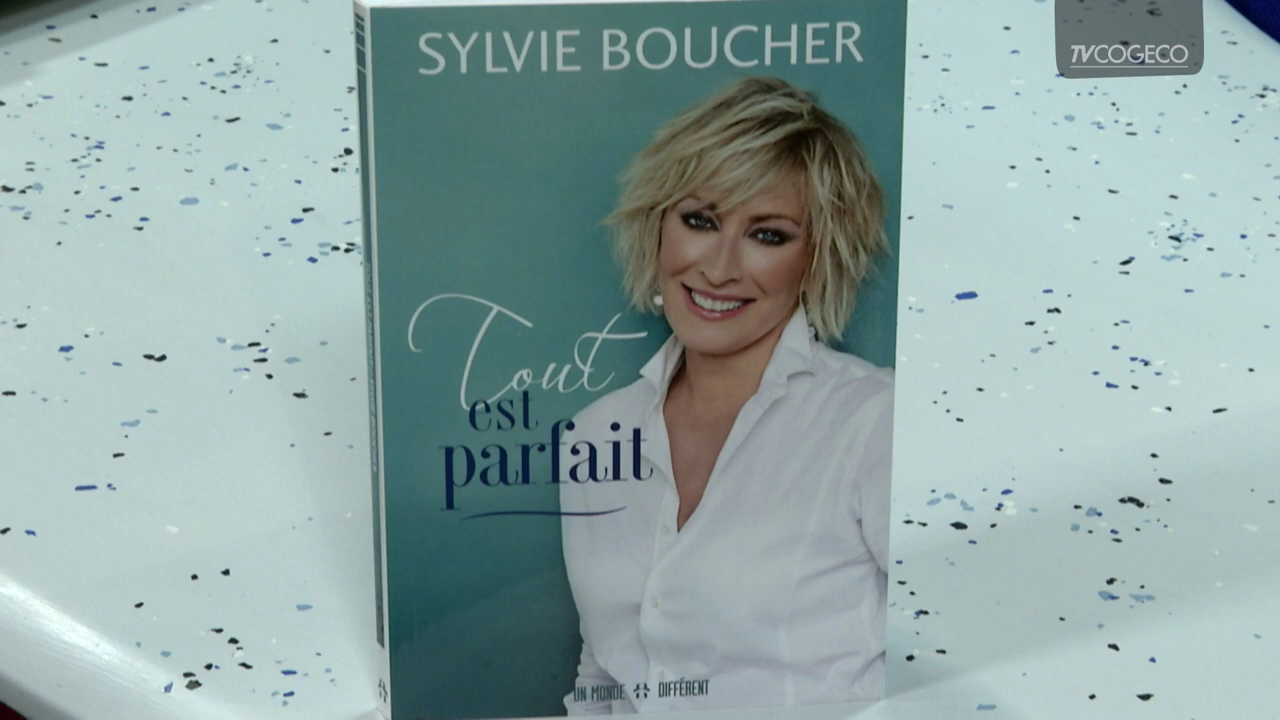 SYLVIE BOUCHER
TVCOGECO
Tout
est
parfait
UN MONDE DIFFÉRENT